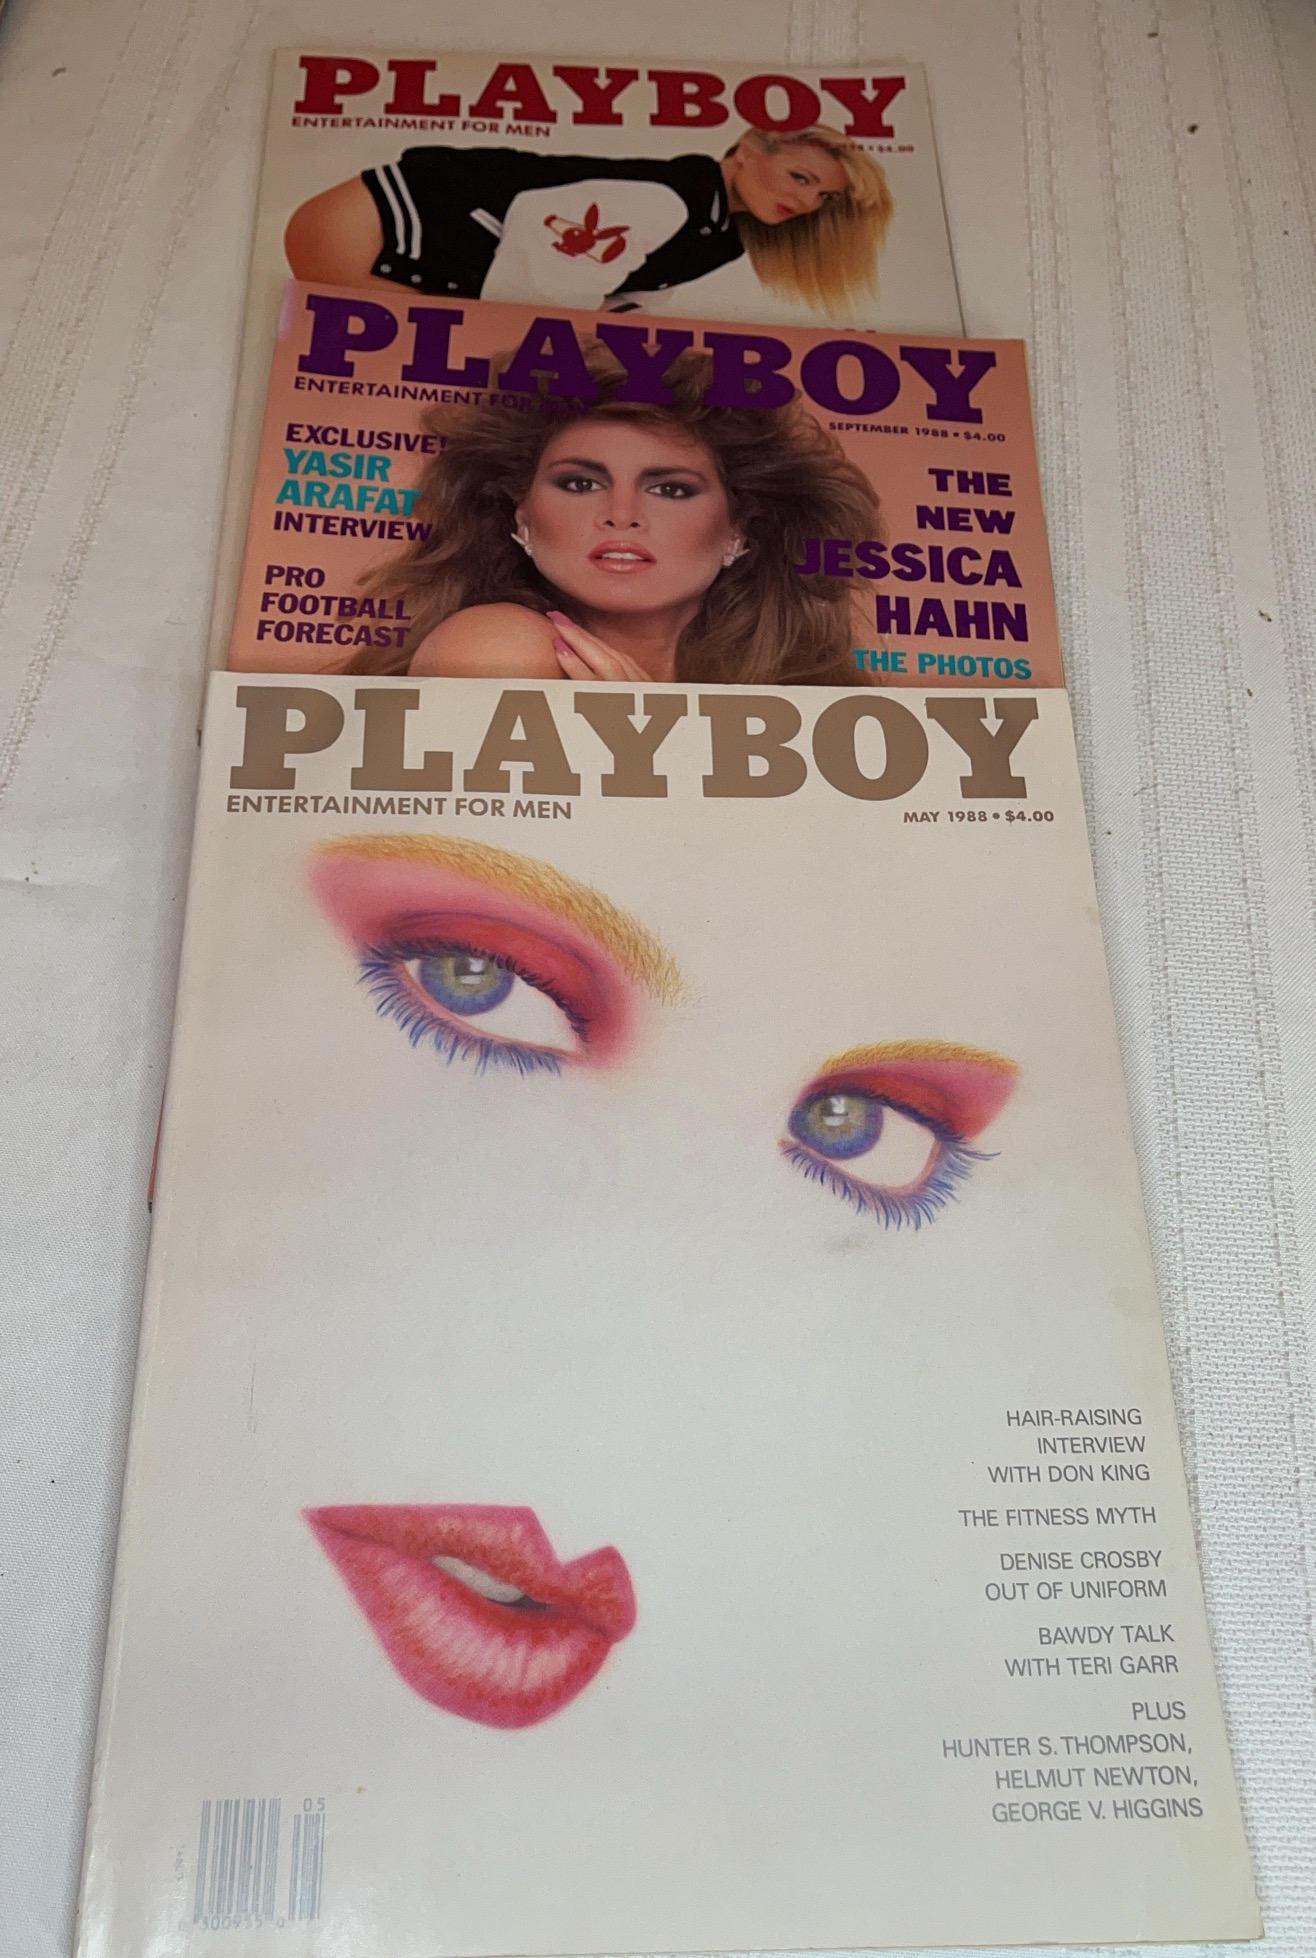 PLAYBOY
ENTERTAINMENT FOR MEN
$4.00
PLAYBOY
ENTERTAINMENT FOR MEN
SEPTEMBER 1988 • $4.00
EXCLUSIVE!
YASIR
ARAFAT
INTERVIEW
PRO
FOOTBALL
FORECAST
THE
NEW
JESSICA
HAHN
THE PHOTOS
PLAYBOY
ENTERTAINMENT FOR MEN
MAY 1988 • $4.00
HAIR-RAISING
INTERVIEW
WITH DON KING
THE FITNESS MYTH
DENISE CROSBY
OUT OF UNIFORM
BAWDY TALK
WITH TERI GARR
PLUS
HUNTER S. THOMPSON,
HELMUT NEWTON,
GEORGE V. HIGGINS
05